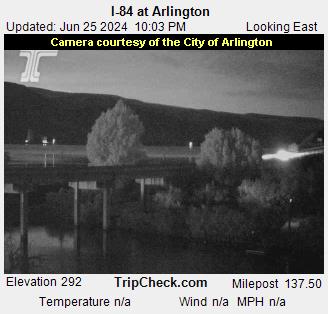 I-84 at Arlington
Updated: Jun 25 2024 10:03 PM Looking East
Camera courtesy of the City of Arlington
Elevation 292 TripCheck.com Milepost 137.50
Temperature n/a Wind n/a MPH n/a